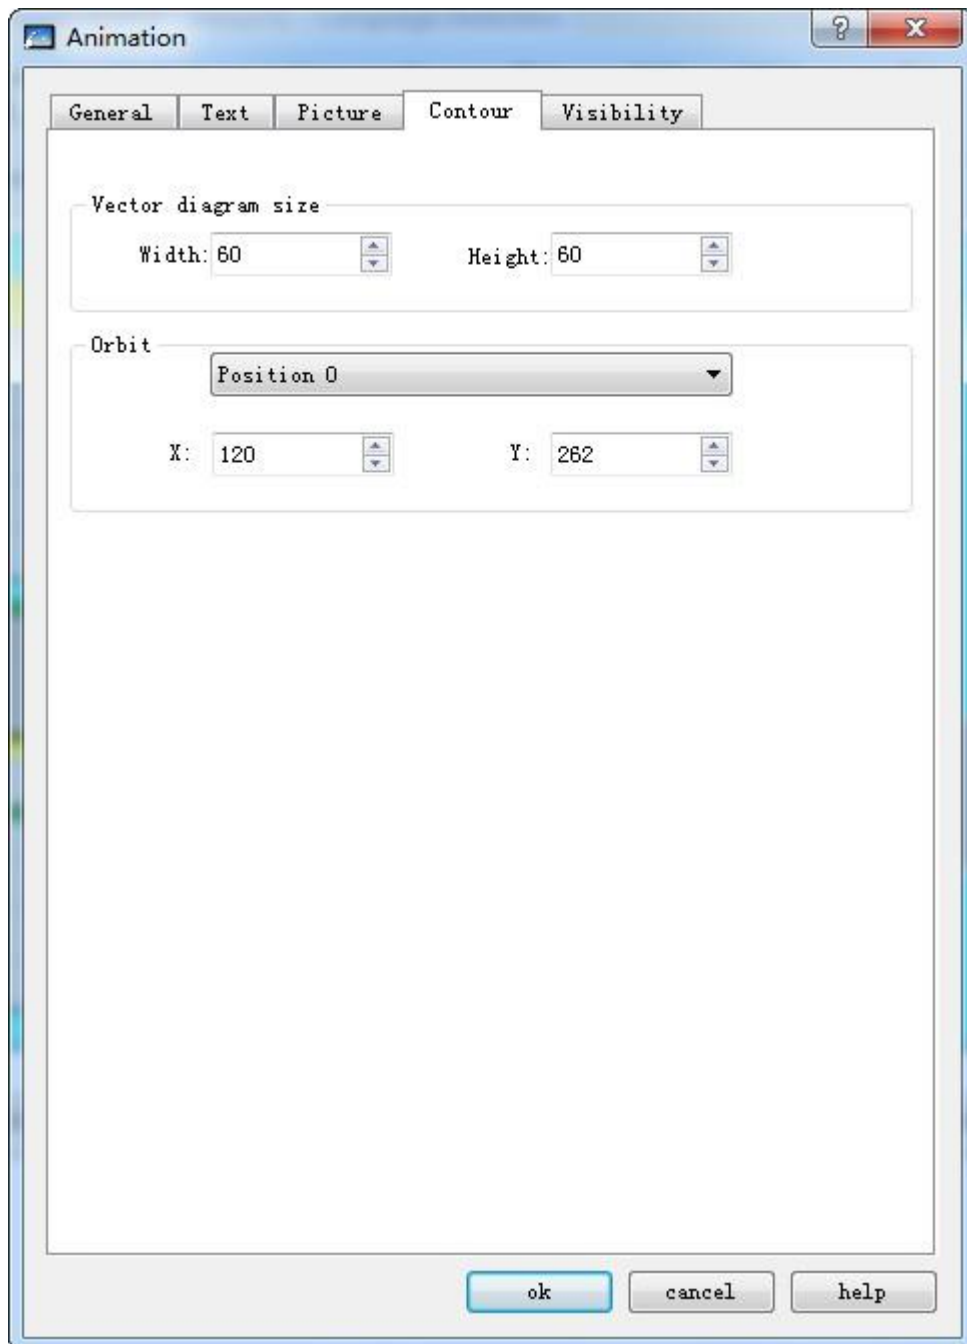 Animation
General Text Picture Contour Visibility
Vector diagram size
Width: 60 Height: 60
Orbit
Position 0
X: 120 Y: 262
ok cancel help